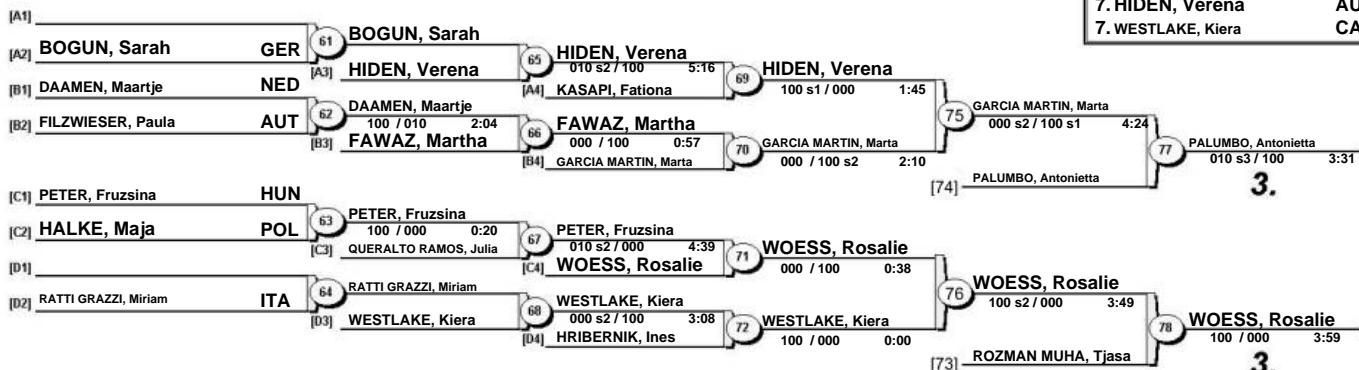 7. HIDEN, Verena AU
7. WESTLAKE, Kiera CA
[A1]
61 BOGUN, Sarah
[A2] BOGUN, Sarah GER
65 HIDEN, Verena
010 s2 / 100 5:16
[A3] HIDEN, Verena
69 HIDEN, Verena
100 s1 / 000 1:45
[A4] KASAPI, Fationa
[B1] DAAMEN, Maartje NED
62 DAAMEN, Maartje
100 / 010 2:04
75 GARCIA MARTIN, Marta
000 s2 / 100 s1 4:24
[B2] FILZWIESER, Paula AUT
66 FAWAZ, Martha
000 / 100 0:57
[B3] FAWAZ, Martha
70 GARCIA MARTIN, Marta
000 / 100 s2 2:10
77 PALUMBO, Antonietta
010 s3 / 100 3:31
[B4] GARCIA MARTIN, Marta
[74] PALUMBO, Antonietta
3.
[C1] PETER, Fruzsina HUN
63 PETER, Fruzsina
100 / 000 0:20
[C2] HALKE, Maja POL
67 PETER, Fruzsina
010 s2 / 000 4:39
[C3] QUERALTO RAMOS, Julia
71 WOESS, Rosalie
000 / 100 0:38
[C4] WOESS, Rosalie
[D1]
64 RATTI GRAZZI, Miriam
76 WOESS, Rosalie
100 s2 / 000 3:49
[D2] RATTI GRAZZI, Miriam ITA
68 WESTLAKE, Kiera
000 s2 / 100 3:08
[D3] WESTLAKE, Kiera
72 WESTLAKE, Kiera
100 / 000 0:00
78 WOESS, Rosalie
100 / 000 3:59
[D4] HRIBERNIK, Ines
[73] ROZMAN MUHA, Tjasa
3.